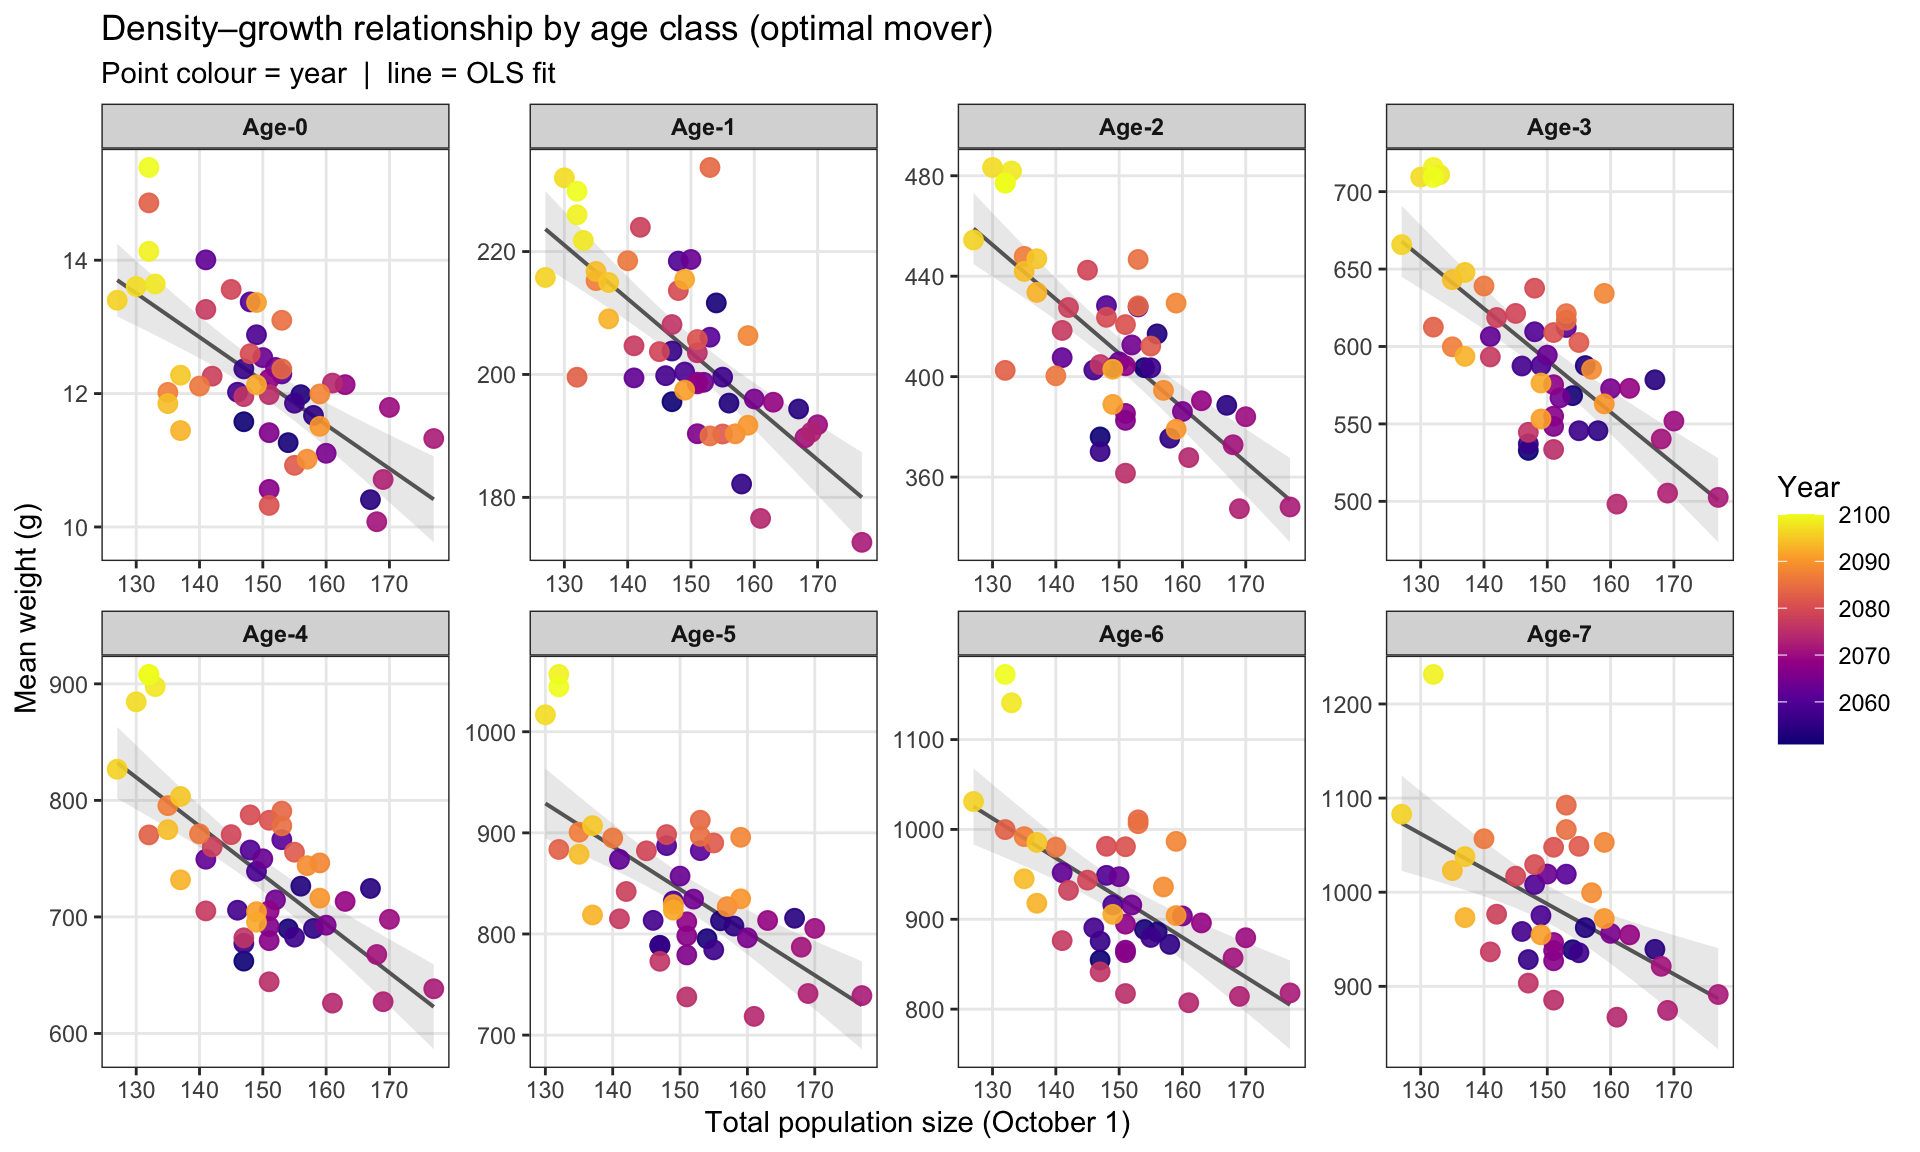 Density–growth relationship by age class (optimal mover)
Point colour = year  |  line = OLS fit
Age-0
Age-1
Age-2
Age-3
14
12
10
220
200
180
480
440
400
360
700
650
600
550
500
130 140 150 160 170
130 140 150 160 170
130 140 150 160 170
130 140 150 160 170
Age-4
Age-5
Age-6
Age-7
900
800
700
600
1000
900
800
700
1100
1000
900
800
1200
1100
1000
900
130 140 150 160 170
130 140 150 160 170
130 140 150 160 170
130 140 150 160 170
Mean weight (g)
Total population size (October 1)
Year
2100
2090
2080
2070
2060